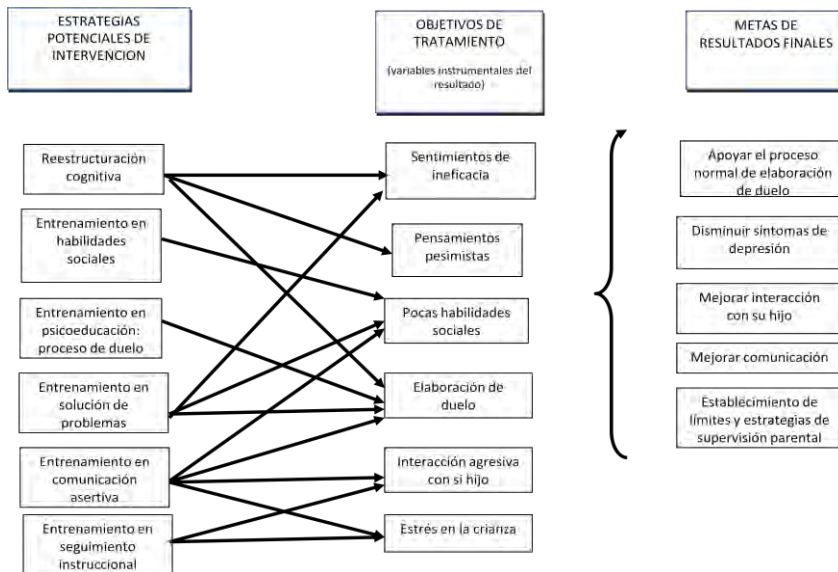 ESTRATEGIAS
POTENCIALES DE
INTERVENCION
OBJETIVOS DE
TRATAMIENTO
(variables instrumentales del
resultado)
METAS DE
RESULTADOS FINALES
Reestructuración
cognitiva
Entrenamiento en
habilidades
sociales
Entrenamiento en
psicoeducación:
proceso de duelo
Entrenamiento en
solución de
problemas
Entrenamiento en
comunicación
asertiva
Entrenamiento en
seguimiento
instruccional
Sentimientos de
ineficacia
Pensamientos
pesimistas
Pocas habilidades
sociales
Elaboración de
duelo
Interacción agresiva
con si hijo
Estrés en la crianza
Apoyar el proceso
normal de elaboración
de duelo
Disminuir síntomas de
depresión
Mejorar interacción
con su hijo
Mejorar comunicación
Establecimiento de
límites y estrategias de
supervisión parental